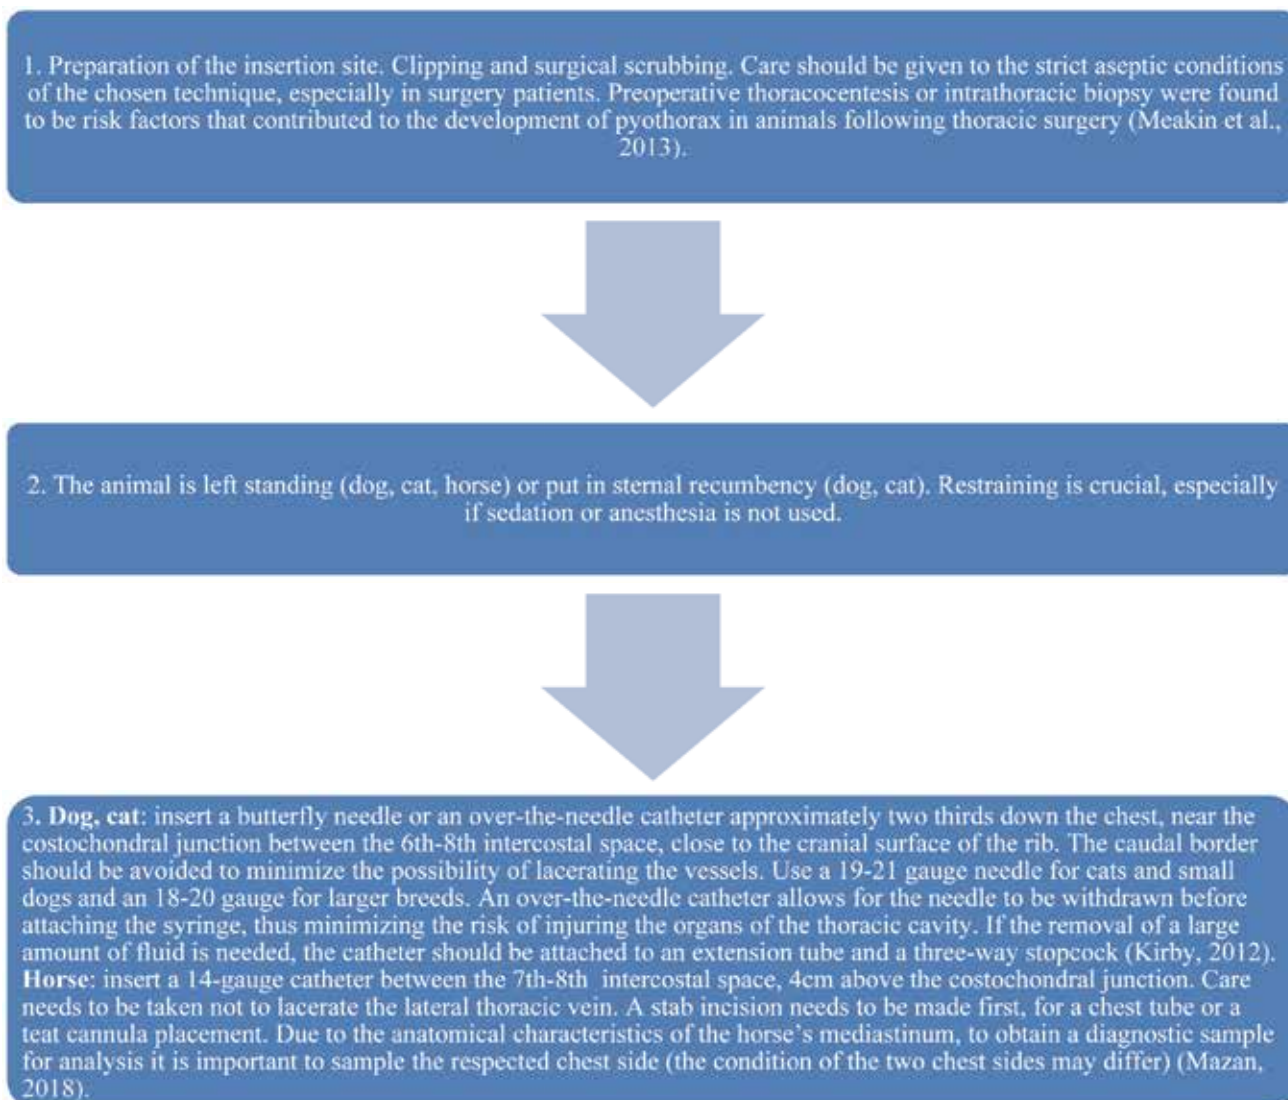 1. Preparation of the insertion site. Clipping and surgical scrubbing. Care should be given to the strict aseptic conditions
of the chosen technique, especially in surgery patients. Preoperative thoracocentesis or intrathoracic biopsy were found
to be risk factors that contributed to the development of pyothorax in animals following thoracic surgery (Meakin et al.,
2013).
2. The animal is left standing (dog, cat, horse) or put in sternal recumbency (dog, cat). Restraining is crucial, especially
if sedation or anesthesia is not used.
3. Dog, cat: insert a butterfly needle or an over-the-needle catheter approximately two thirds down the chest, near the
costochondral junction between the 6th-8th intercostal space, close to the cranial surface of the rib. The caudal border
should be avoided to minimize the possibility of lacerating the vessels. Use a 19-21 gauge needle for cats and small
dogs and an 18-20 gauge for larger breeds. An over-the-needle catheter allows for the needle to be withdrawn before
attaching the syringe, thus minimizing the risk of injuring the organs of the thoracic cavity. If the removal of a large
amount of fluid is needed, the catheter should be attached to an extension tube and a three-way stopcock (Kirby, 2012).
Horse: insert a 14-gauge catheter between the 7th-8th intercostal space, 4cm above the costochondral junction. Care
needs to be taken not to lacerate the lateral thoracic vein. A stab incision needs to be made first, for a chest tube or a
teat cannula placement. Due to the anatomical characteristics of the horse's mediastinum, to obtain a diagnostic sample
for analysis it is important to sample the respected chest side (the condition of the two chest sides may differ) (Mazan,
2018).